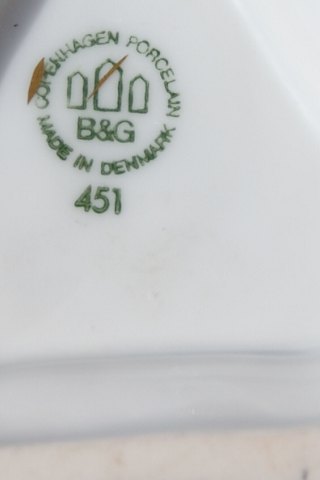 COPENHAGEN PORCELAIN
B&G
MADE IN DENMARK
451